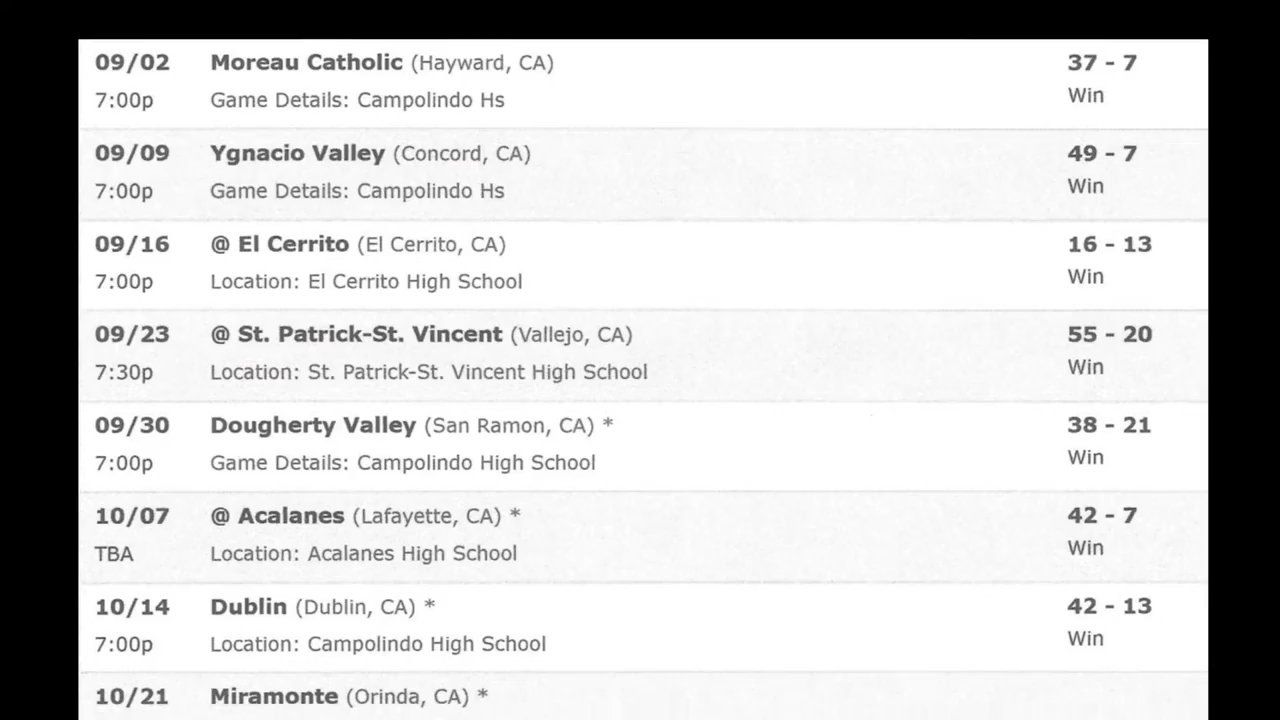 09/02 Moreau Catholic (Hayward, CA) 37 - 7
7:00p Game Details: Campolindo Hs Win
09/09 Ygnacio Valley (Concord, CA) 49 - 7
7:00p Game Details: Campolindo Hs Win
09/16 @ El Cerrito (El Cerrito, CA) 16 - 13
7:00p Location: El Cerrito High School Win
09/23 @ St. Patrick-St. Vincent (Vallejo, CA) 55 - 20
7:30p Location: St. Patrick-St. Vincent High School Win
09/30 Dougherty Valley (San Ramon, CA) * 38 - 21
7:00p Game Details: Campolindo High School Win
10/07 @ Acalanes (Lafayette, CA) * 42 - 7
TBA Location: Acalanes High School Win
10/14 Dublin (Dublin, CA) * 42 - 13
7:00p Location: Campolindo High School Win
10/21 Miramonte (Orinda, CA) *